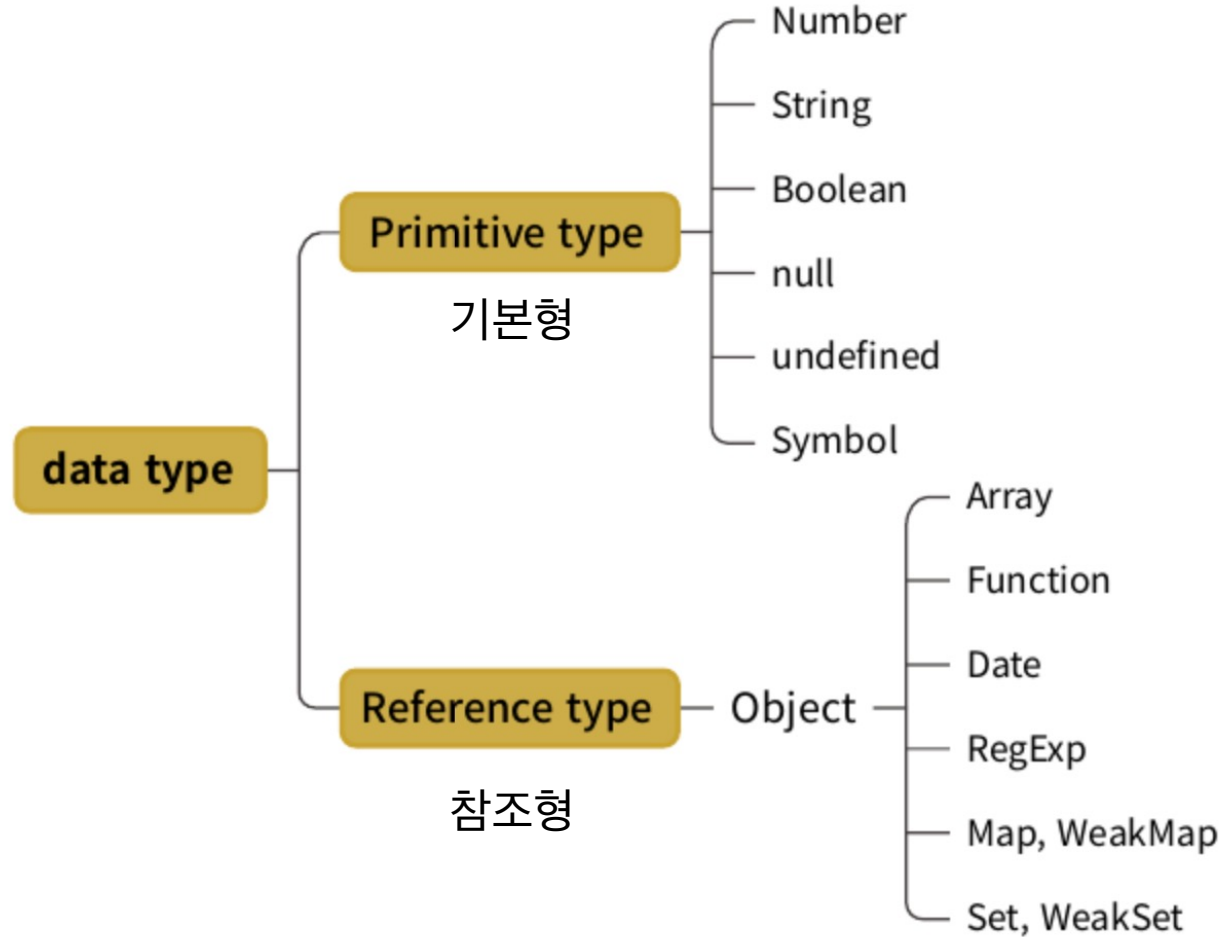 Number
String
Boolean
Primitive type
null
기본형
undefined
Symbol
data type
Array
Function
Date
Reference type
Object
RegExp
참조형
Map, WeakMap
Set, WeakSet